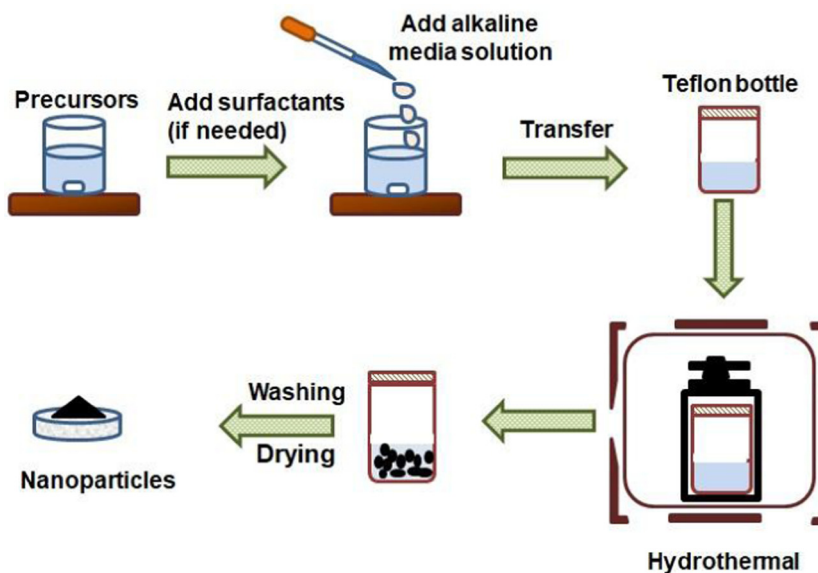 Precursors
Add surfactants
(if needed)
Add alkaline
media solution
Transfer
Teflon bottle
Hydrothermal
Washing
Drying
Nanoparticles